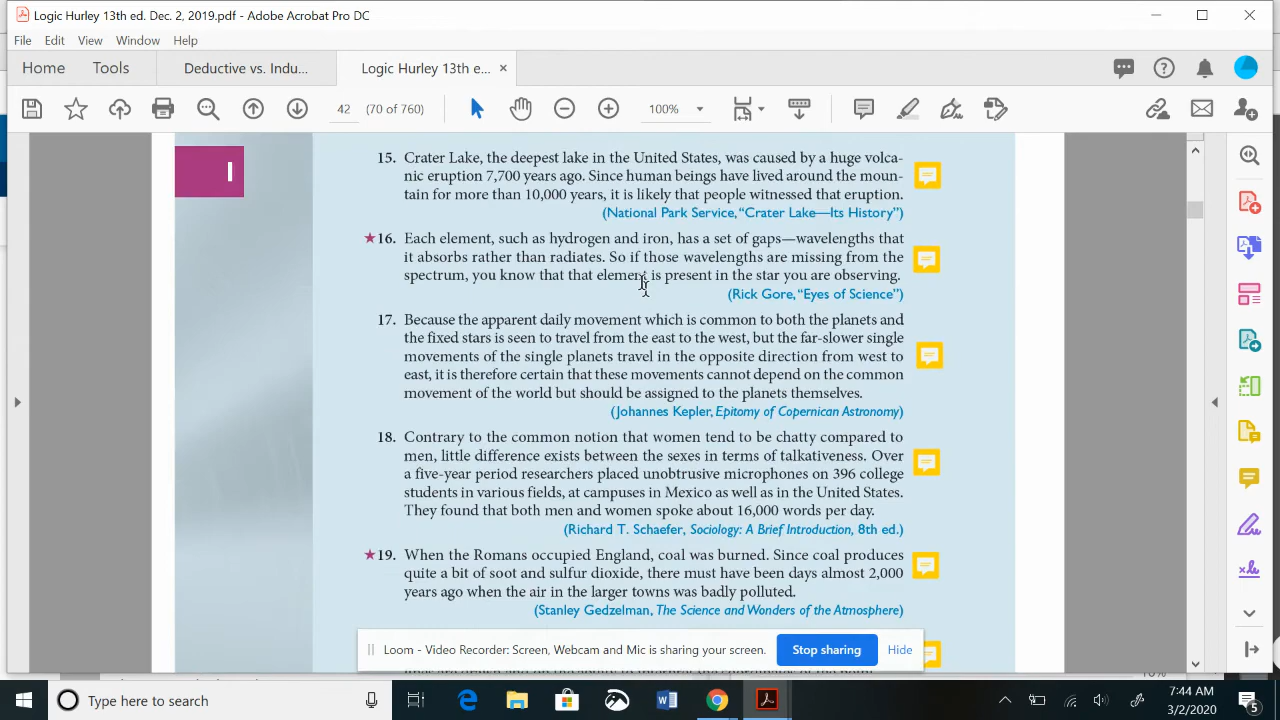 Logic Hurley 13th ed. Dec. 2, 2019.pdf - Adobe Acrobat Pro DC
File Edit View Window Help
Home Tools Deductive vs. Indu... Logic Hurley 13th e... ×
42 (70 of 760) 100%
I
15. Crater Lake, the deepest lake in the United States, was caused by a huge volca-
nic eruption 7,700 years ago. Since human beings have lived around the moun-
tain for more than 10,000 years, it is likely that people witnessed that eruption.
(National Park Service, “Crater Lake—Its History”)
★16. Each element, such as hydrogen and iron, has a set of gaps—wavelengths that
it absorbs rather than radiates. So if those wavelengths are missing from the
spectrum, you know that that element is present in the star you are observing.
(Rick Gore, “Eyes of Science”)
17. Because the apparent daily movement which is common to both the planets and
the fixed stars is seen to travel from the east to the west, but the far-slower single
movements of the single planets travel in the opposite direction from west to
east, it is therefore certain that these movements cannot depend on the common
movement of the world but should be assigned to the planets themselves.
(Johannes Kepler, Epitomy of Copernican Astronomy)
18. Contrary to the common notion that women tend to be chatty compared to
men, little difference exists between the sexes in terms of talkativeness. Over
a five-year period researchers placed unobtrusive microphones on 396 college
students in various fields, at campuses in Mexico as well as in the United States.
They found that both men and women spoke about 16,000 words per day.
(Richard T. Schaefer, Sociology: A Brief Introduction, 8th ed.)
★19. When the Romans occupied England, coal was burned. Since coal produces
quite a bit of soot and sulfur dioxide, there must have been days almost 2,000
years ago when the air in the larger towns was badly polluted.
(Stanley Gedzelman, The Science and Wonders of the Atmosphere)
Loom - Video Recorder: Screen, Webcam and Mic is sharing your screen. Stop sharing Hide
Type here to search
7:44 AM
3/2/2020
5